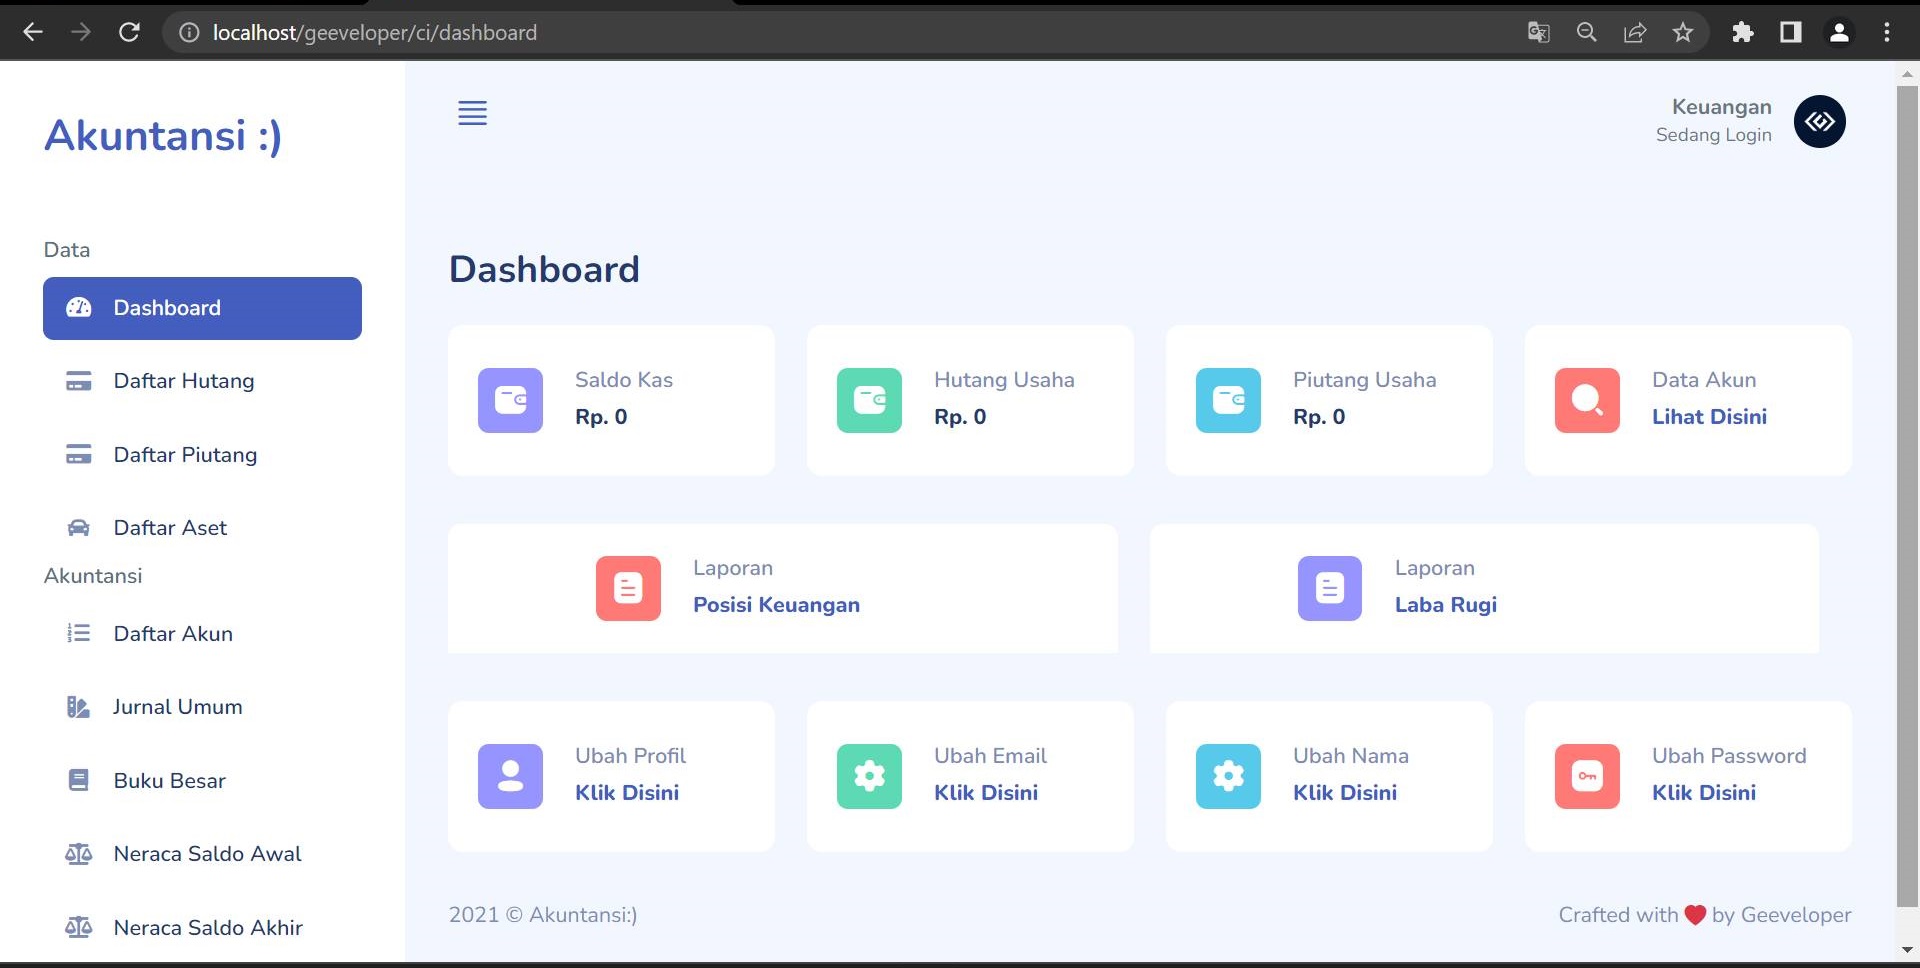 localhost/geeveloper/ci/dashboard
Akuntansi :)
Data
Dashboard
Daftar Hutang
Daftar Piutang
Daftar Aset
Akuntansi
Daftar Akun
Jurnal Umum
Buku Besar
Neraca Saldo Awal
Neraca Saldo Akhir
Keuangan
Sedang Login
Dashboard
Saldo Kas
Rp. 0
Hutang Usaha
Rp. 0
Piutang Usaha
Rp. 0
Data Akun
Lihat Disini
Laporan
Posisi Keuangan
Laporan
Laba Rugi
Ubah Profil
Klik Disini
Ubah Email
Klik Disini
Ubah Nama
Klik Disini
Ubah Password
Klik Disini
2021 © Akuntansi:)
Crafted with ❤ by Geeveloper